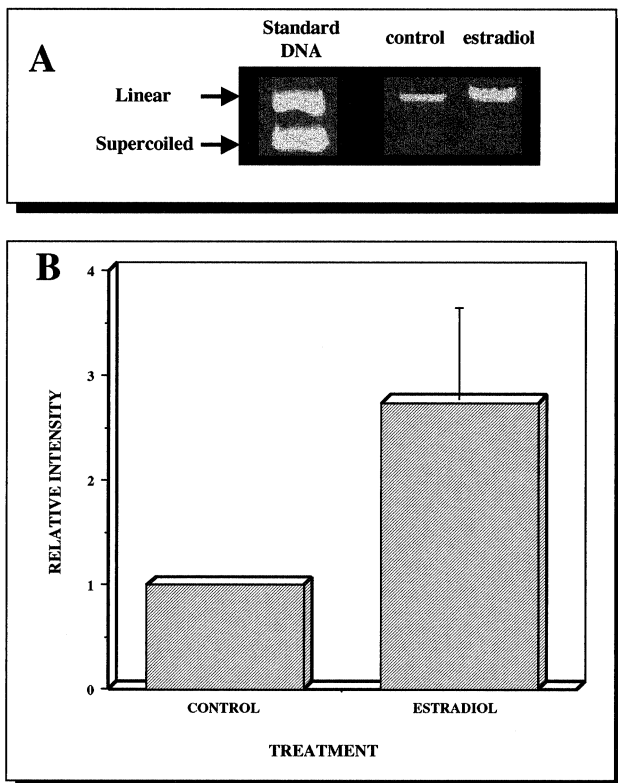 A
Standard
DNA
control
estradiol
Linear
Supercoiled
B
4
3
2
1
0
RELATIVE INTENSITY
CONTROL
ESTRADIOL
TREATMENT